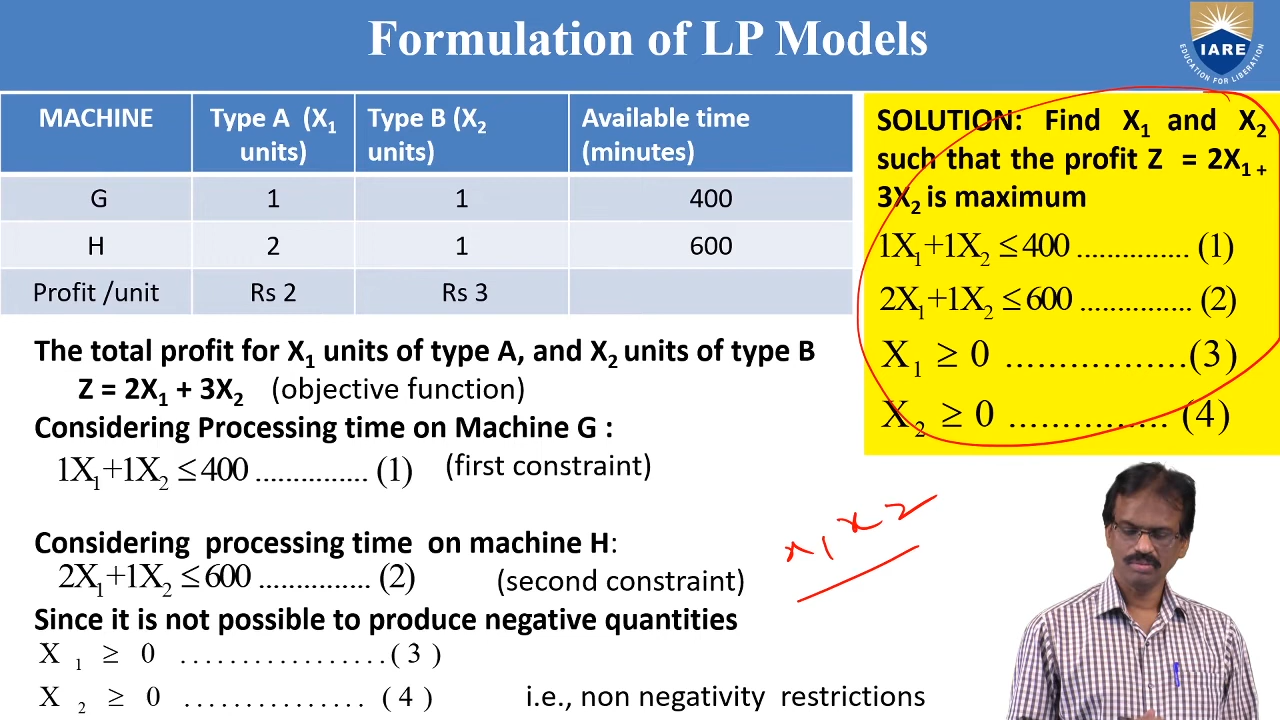 Formulation of LP Models
IARE
EDUCATION FOR LIBERATION
MACHINE
Type A (X₁ units)
Type B (X₂ units)
Available time (minutes)
G 1 1 400
H 2 1 600
Profit /unit Rs 2 Rs 3
The total profit for X₁ units of type A, and X₂ units of type B
Z = 2X₁ + 3X₂ (objective function)
Considering Processing time on Machine G :
1X₁+1X₂ ≤ 400 ............... (1) (first constraint)
Considering processing time on machine H:
2X₁+1X₂ ≤ 600 ............... (2) (second constraint)
Since it is not possible to produce negative quantities
X ₁ ≥ 0 .................(3)
X ₂ ≥ 0 ............... (4) i.e., non negativity restrictions
SOLUTION: Find X₁ and X₂
such that the profit Z = 2X₁ +
3X₂ is maximum
1X₁+1X₂ ≤ 400 ............... (1)
2X₁+1X₂ ≤ 600 ............... (2)
X₁ ≥ 0 .................(3)
X₂ ≥ 0 ............... (4)
x₁ x₂